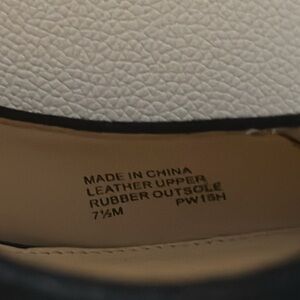 MADE IN CHINA
LEATHER UPPER
RUBBER OUTSOLE
7½M PW15H